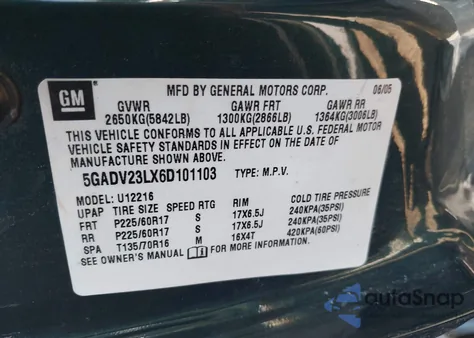 GM
MFD BY GENERAL MOTORS CORP. 06/05
GVWR GAWR FRT GAWR RR
2650KG(5842LB) 1300KG(2866LB) 1364KG(3006LB)
THIS VEHICLE CONFORMS TO ALL APPLICABLE U.S. FEDERAL MOTOR
VEHICLE SAFETY STANDARDS IN EFFECT ON THE DATE OF
MANUFACTURE SHOWN ABOVE.
5GADV23LX6D101103 TYPE: M.P.V.
MODEL: U12216
UPAP TIRE SIZE SPEED RTG RIM COLD TIRE PRESSURE
FRT P225/60R17 S 17X6.5J 240KPA(35PSI)
RR P225/60R17 S 17X6.5J 240KPA(35PSI)
SPA T135/70R16 M 16X4T 420KPA(60PSI)
SEE OWNER'S MANUAL FOR MORE INFORMATION.
autoSnap